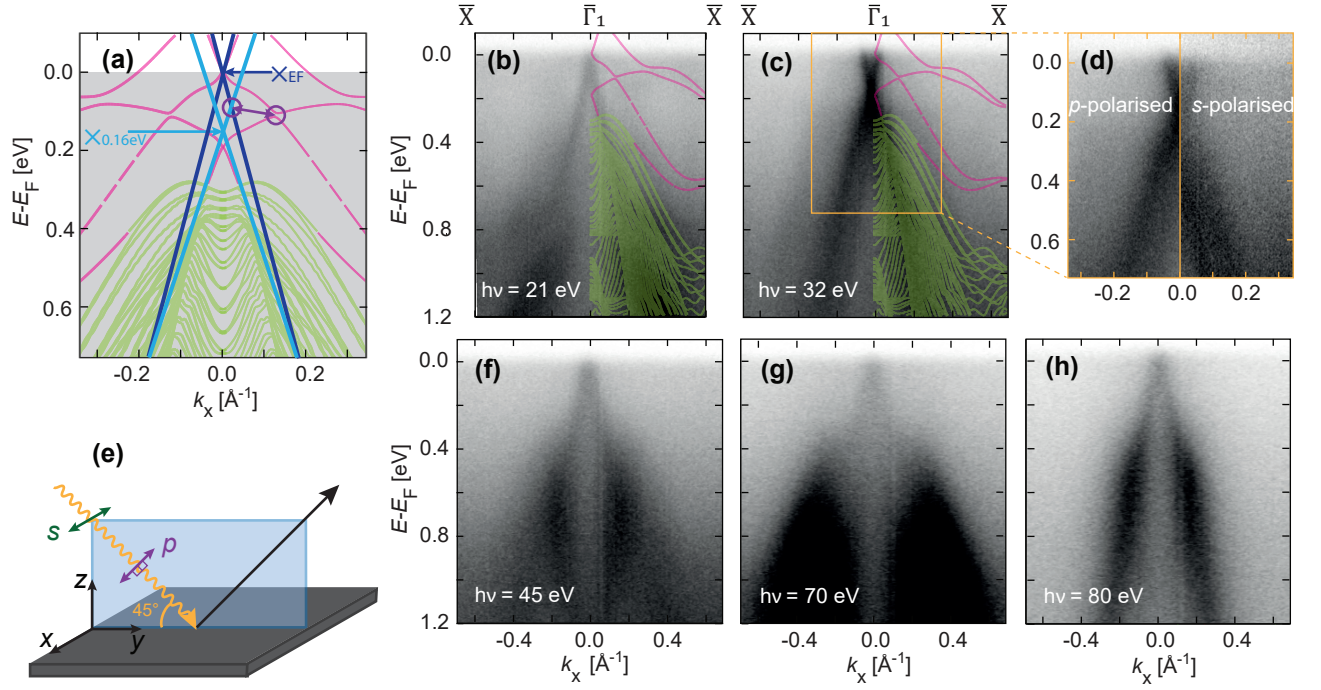 X̅ Γ̅₁ X̅ Γ̅₁ X̅
(a) (b) (c) (d)
0.0 0.2 0.4 0.6
E-E_F [eV]
×EF
×0.16eV
-0.2 0.0 0.2
k_x [Å⁻¹]
0.0 0.4 0.8 1.2
E-E_F [eV]
hν = 21 eV
hν = 32 eV
p-polarised s-polarised
0.0
0.2
0.4
0.6
-0.2 0.0 0.2
(e)
s
p
z
45°
x
y
(f) (g) (h)
0.0 0.4 0.8 1.2
E-E_F [eV]
hν = 45 eV
hν = 70 eV
hν = 80 eV
-0.4 0.0 0.4
k_x [Å⁻¹]
-0.4 0.0 0.4
k_x [Å⁻¹]
-0.4 0.0 0.4
k_x [Å⁻¹]